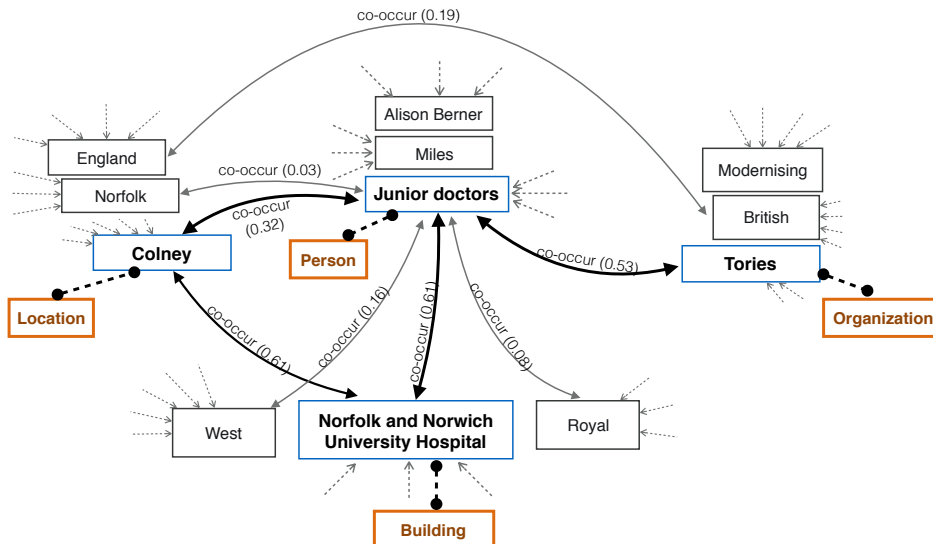 co-occur (0.19)
Alison Berner
Miles
England
Norfolk
co-occur (0.03)
Modernising
British
Junior doctors
co-occur
(0.32)
Colney
Person
Tories
co-occur (0.53)
Location
Organization
co-occur (0.61)
co-occur (0.16)
co-occur (0.61)
co-occur (0.08)
West
Norfolk and Norwich
University Hospital
Royal
Building